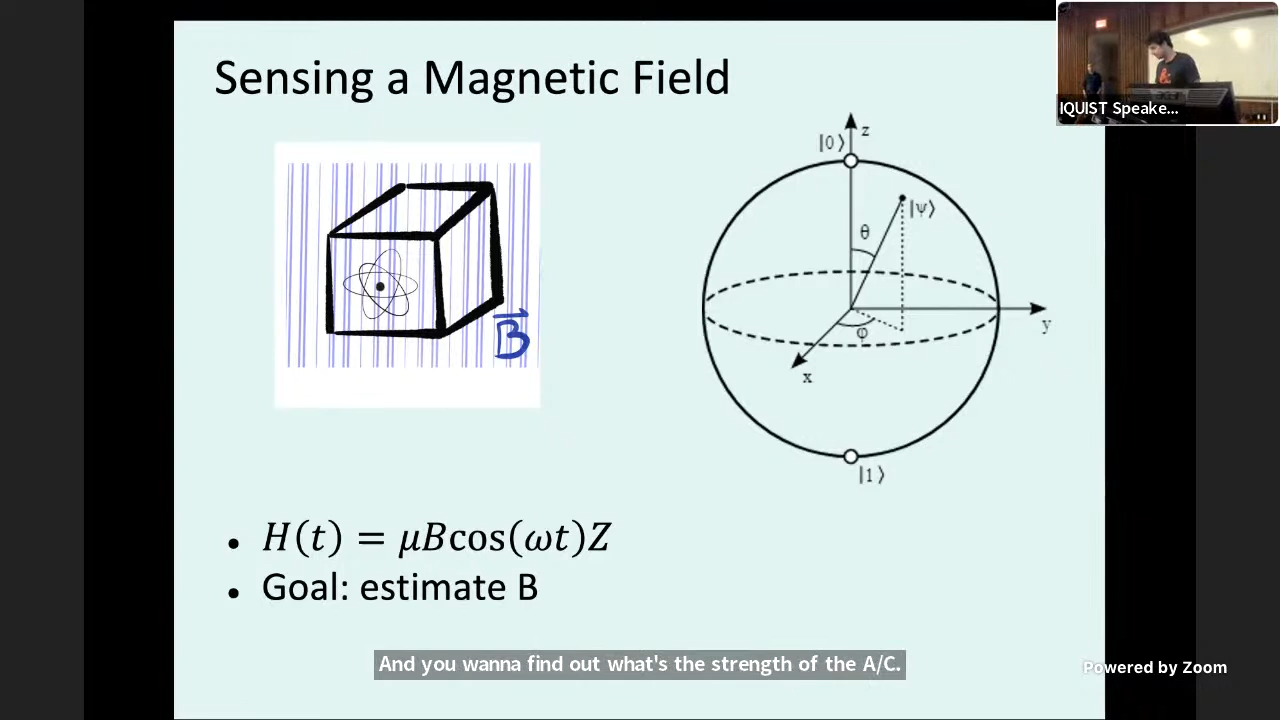 Sensing a Magnetic Field
IQUIST Speake...
B
z
|0⟩
|ψ⟩
θ
φ
y
x
|1⟩
• H(t) = μBcos(ωt)Z
• Goal: estimate B
And you wanna find out what's the strength of the A/C.
Powered by Zoom